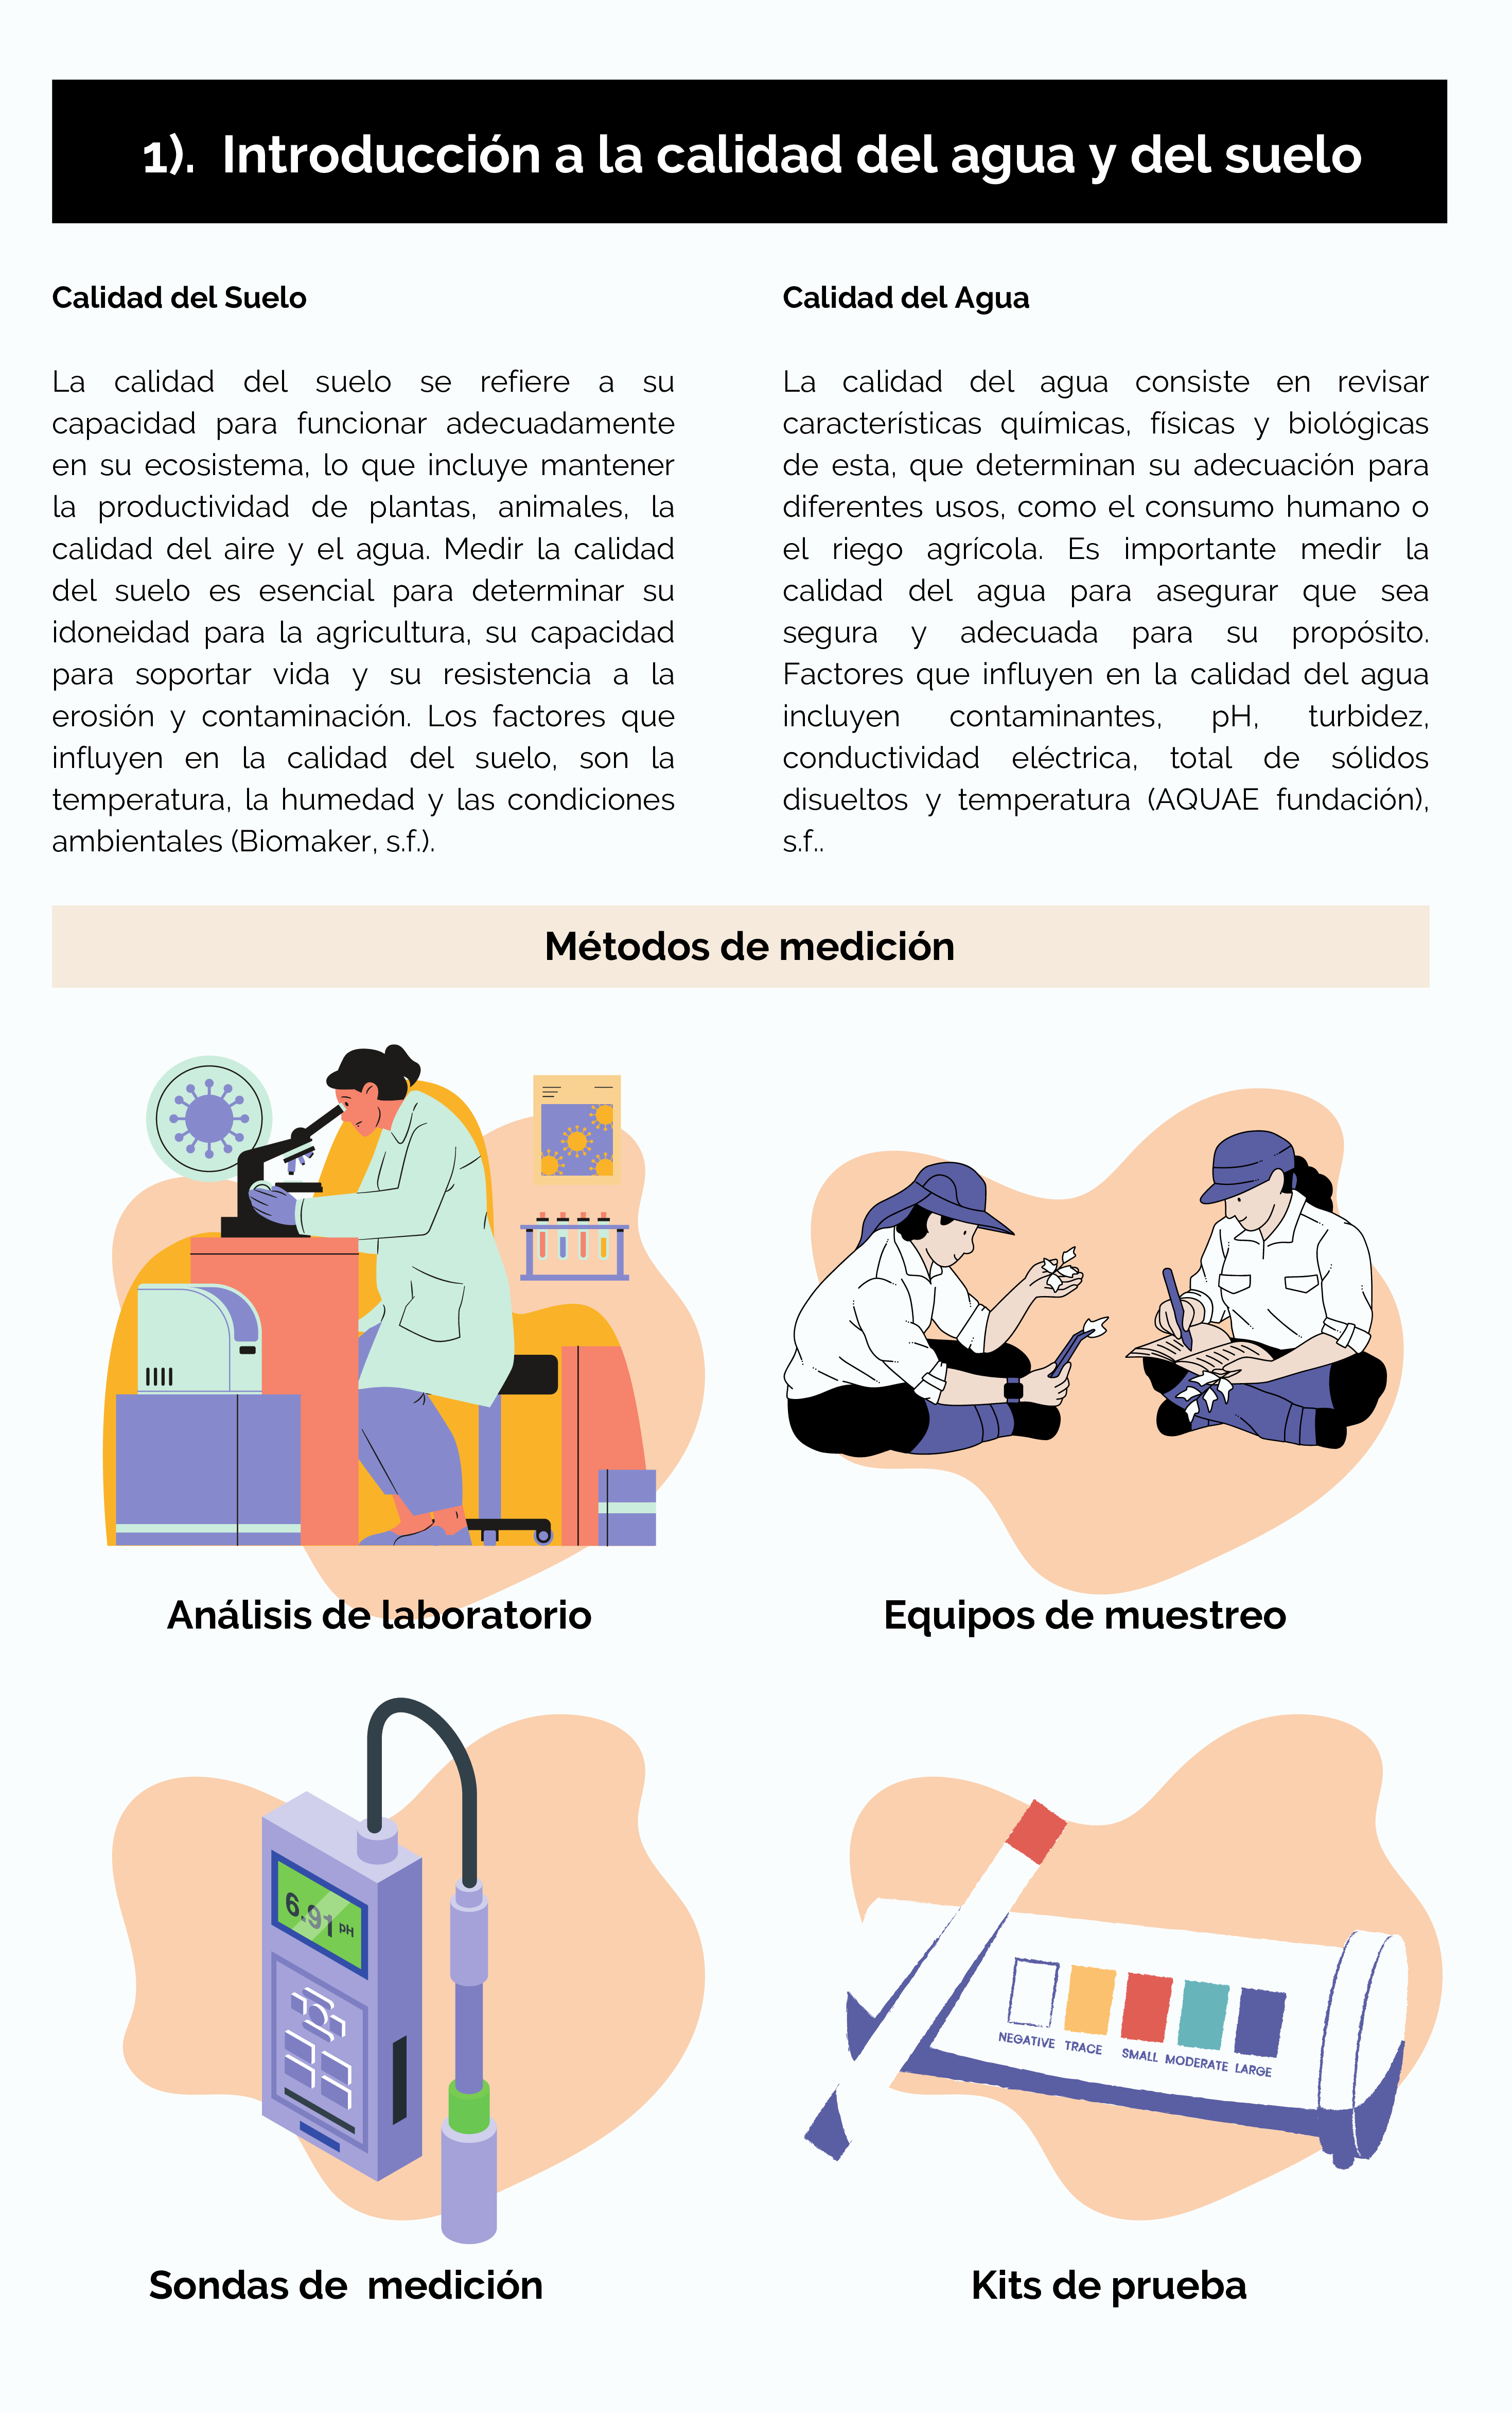 1). Introducción a la calidad del agua y del suelo
Calidad del Suelo
La calidad del suelo se refiere a su
capacidad para funcionar adecuadamente
en su ecosistema, lo que incluye mantener
la productividad de plantas, animales, la
calidad del aire y el agua. Medir la calidad
del suelo es esencial para determinar su
idoneidad para la agricultura, su capacidad
para soportar vida y su resistencia a la
erosión y contaminación. Los factores que
influyen en la calidad del suelo, son la
temperatura, la humedad y las condiciones
ambientales (Biomaker, s.f.).
Calidad del Agua
La calidad del agua consiste en revisar
características químicas, físicas y biológicas
de esta, que determinan su adecuación para
diferentes usos, como el consumo humano o
el riego agrícola. Es importante medir la
calidad del agua para asegurar que sea
segura y adecuada para su propósito.
Factores que influyen en la calidad del agua
incluyen contaminantes, pH, turbidez,
conductividad eléctrica, total de sólidos
disueltos y temperatura (AQUAE fundación),
s.f..
Métodos de medición
Análisis de laboratorio
Equipos de muestreo
6.91 pH
Sondas de medición
NEGATIVE TRACE SMALL MODERATE LARGE
Kits de prueba